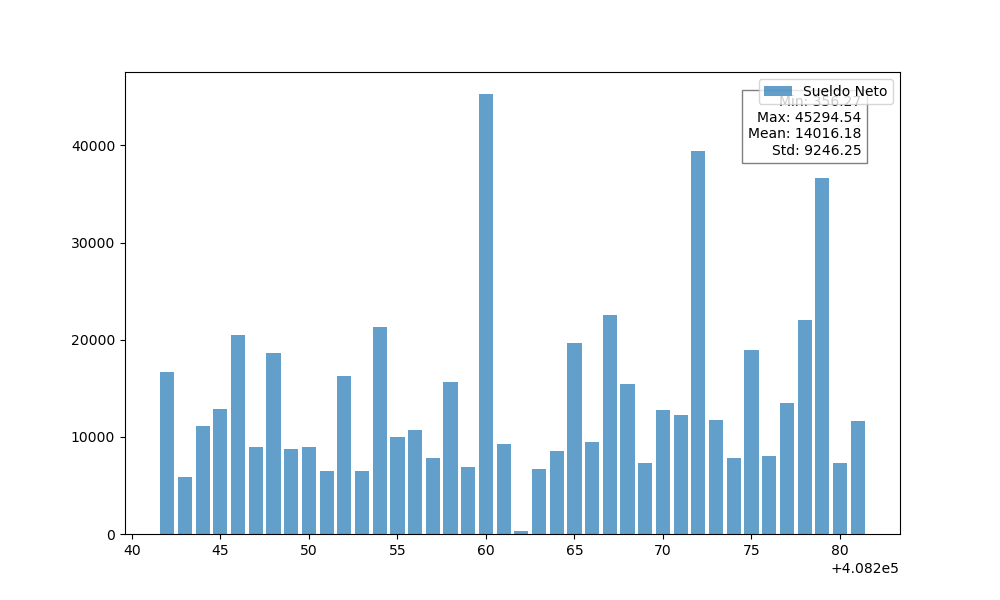 Sueldo Neto
Min: 356.27
Max: 45294.54
Mean: 14016.18
Std: 9246.25
40000
30000
20000
10000
0
40 45 50 55 60 65 70 75 80
+4.082e5